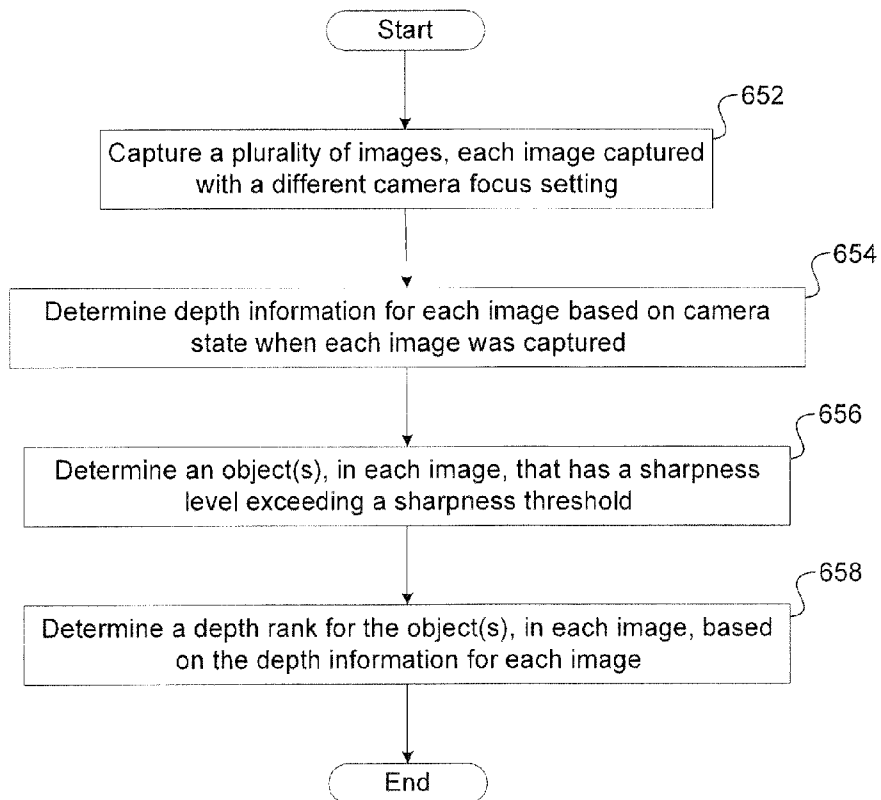 Start
652
Capture a plurality of images, each image captured
with a different camera focus setting
654
Determine depth information for each image based on camera
state when each image was captured
656
Determine an object(s), in each image, that has a sharpness
level exceeding a sharpness threshold
658
Determine a depth rank for the object(s), in each image, based
on the depth information for each image
End